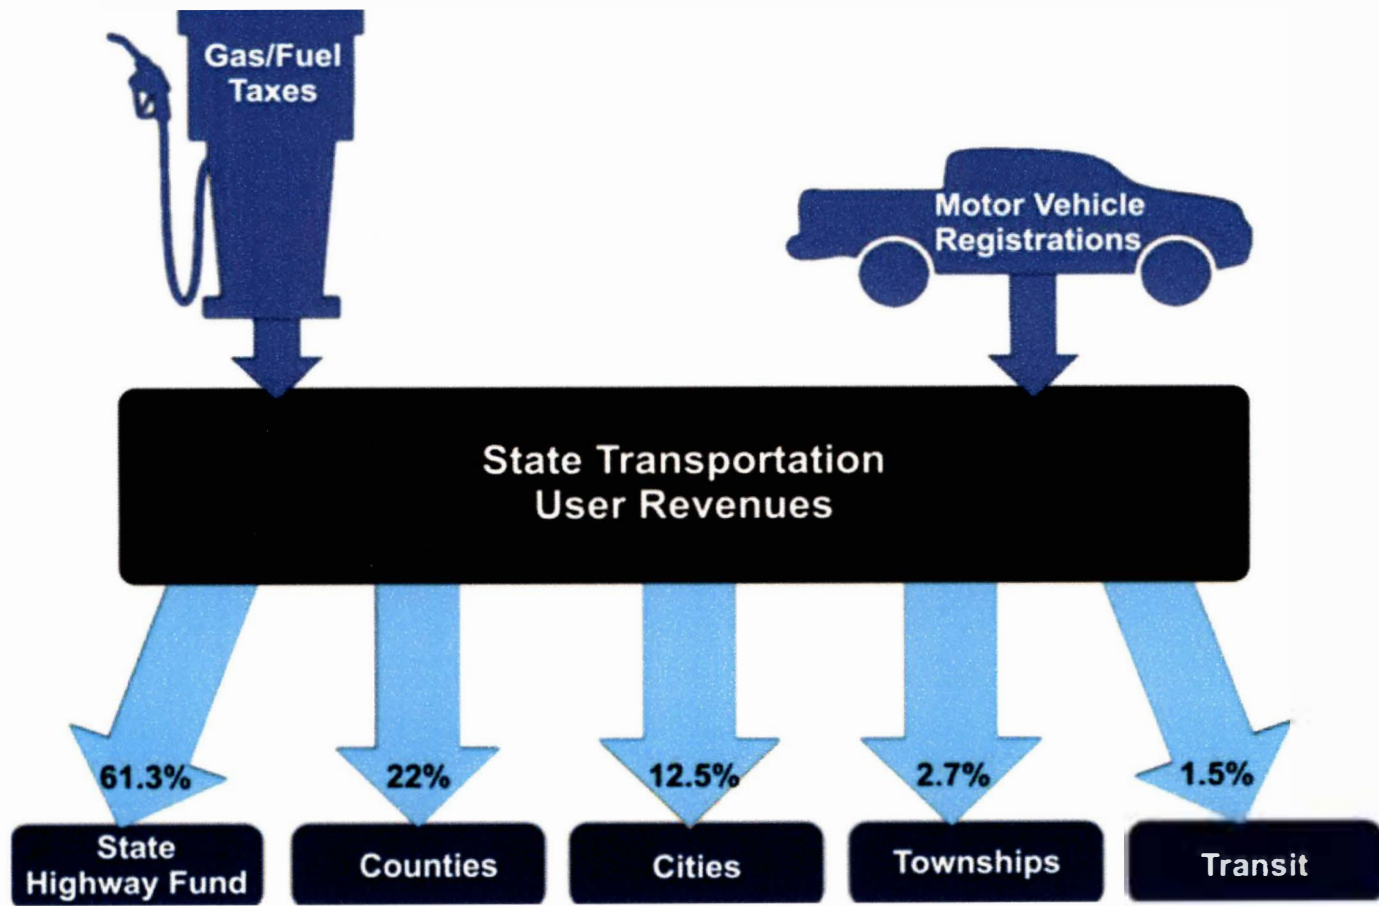 Gas/Fuel
Taxes
Motor Vehicle
Registrations
State Transportation
User Revenues
61.3%
22%
12.5%
2.7%
1.5%
State
Highway Fund
Counties
Cities
Townships
Transit